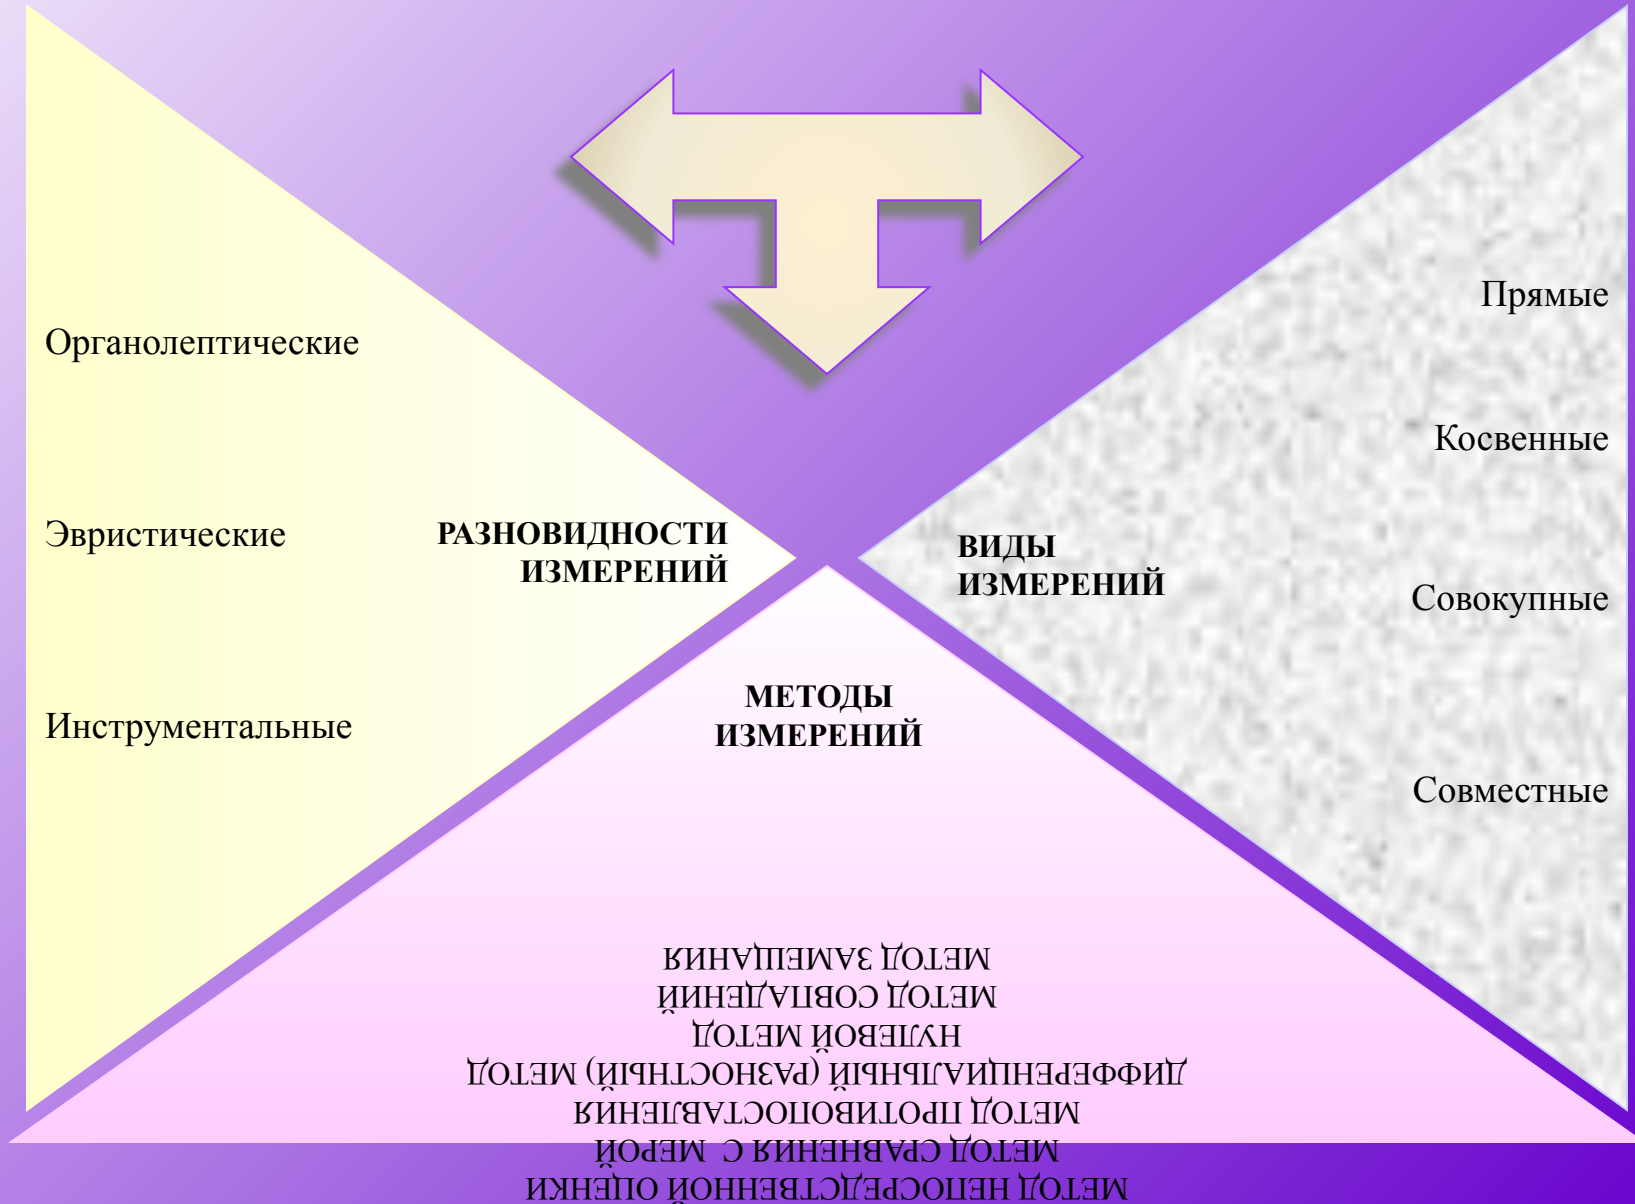 Органолептические
Эвристические
Инструментальные
РАЗНОВИДНОСТИ
ИЗМЕРЕНИЙ
ВИДЫ
ИЗМЕРЕНИЙ
Прямые
Косвенные
Совокупные
Совместные
МЕТОДЫ
ИЗМЕРЕНИЙ
МЕТОД НЕПОСРЕДСТВЕННОЙ ОЦЕНКИ
МЕТОД СРАВНЕНИЯ С МЕРОЙ
МЕТОД ПРОТИВОПОСТАВЛЕНИЯ
ДИФФЕРЕНЦИАЛЬНЫЙ (РАЗНОСТНЫЙ) МЕТОД
НУЛЕВОЙ МЕТОД
МЕТОД СОВПАДЕНИЙ
МЕТОД ЗАМЕЩАНИЯ